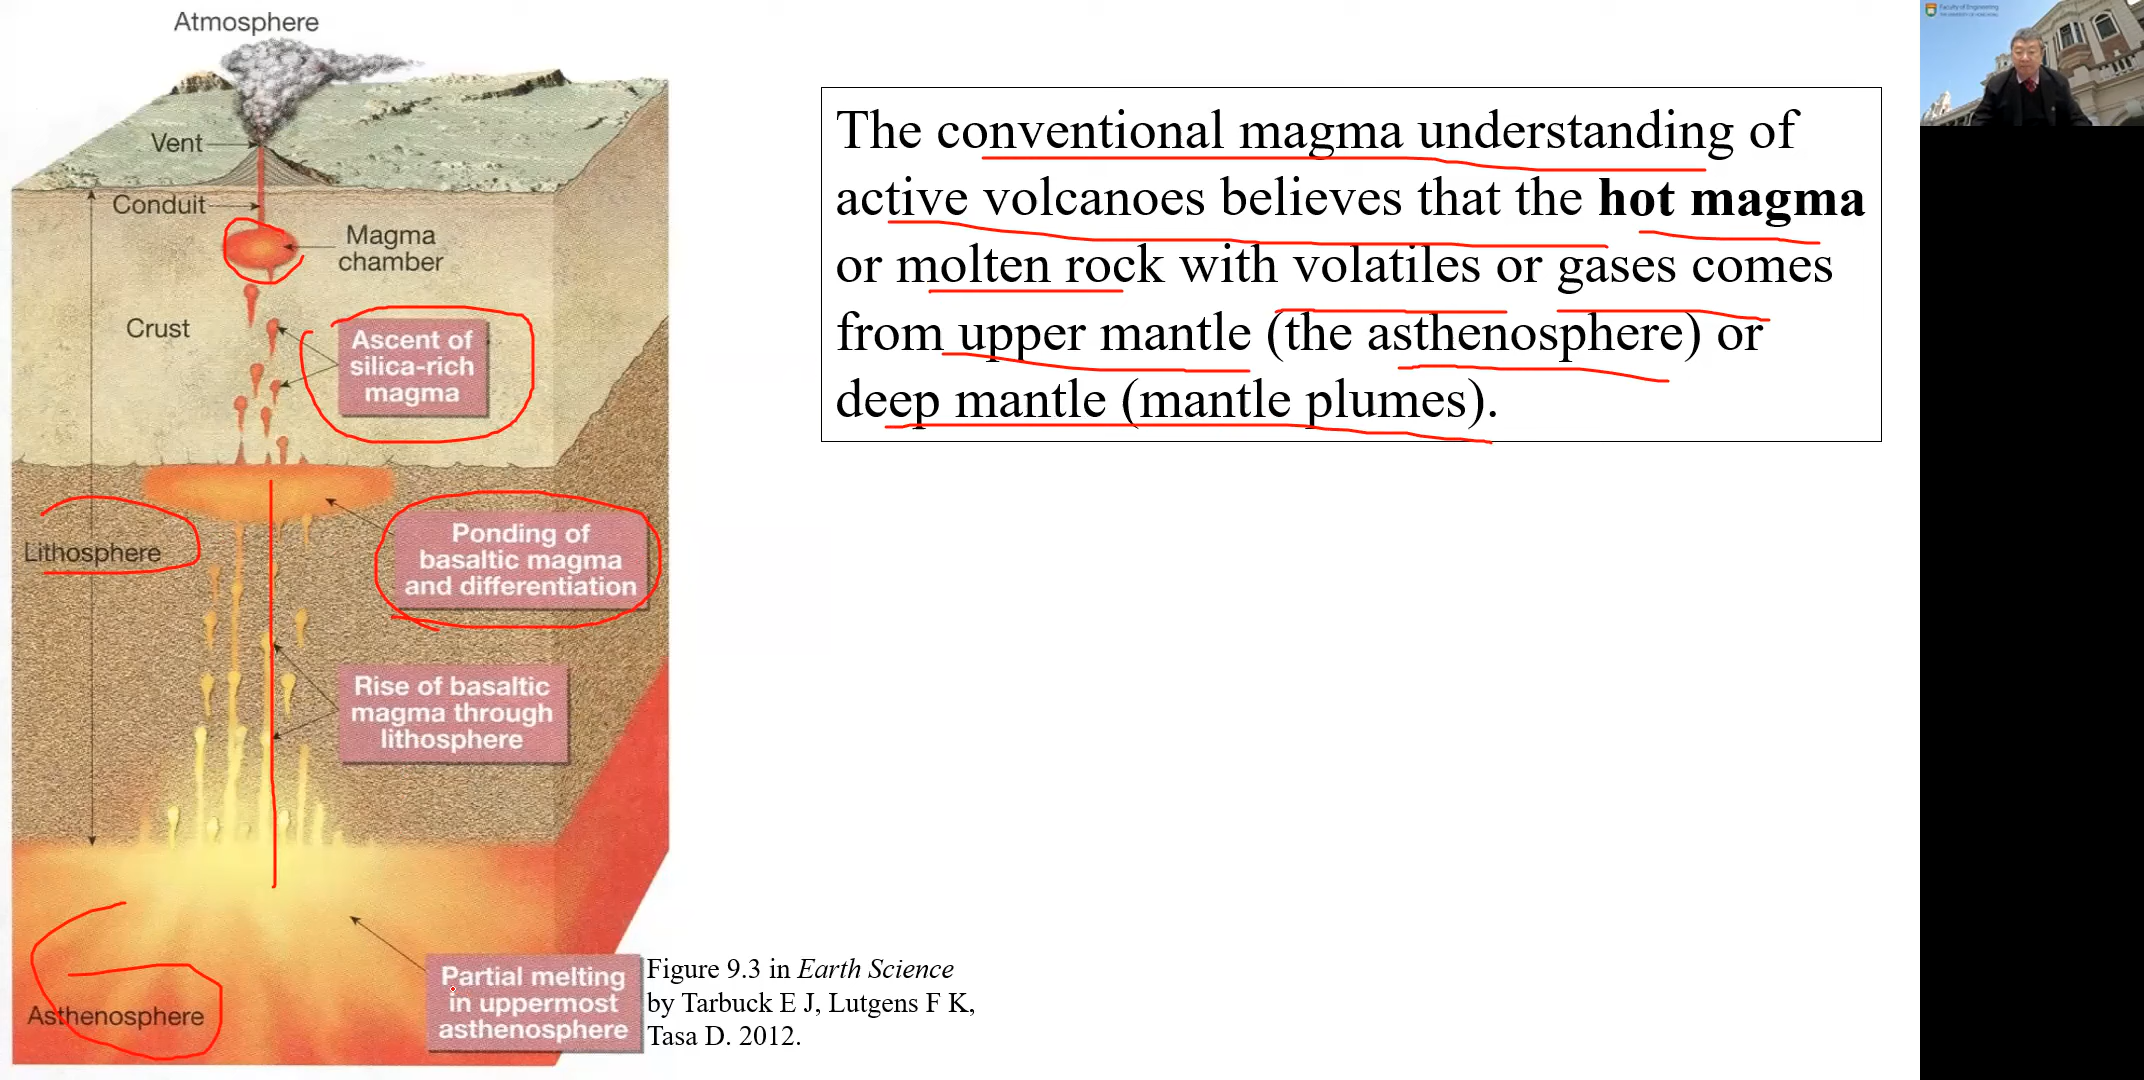 Atmosphere
Vent
Conduit
Magma
chamber
Crust
Ascent of
silica-rich
magma
Lithosphere
Ponding of
basaltic magma
and differentiation
Rise of basaltic
magma through
lithosphere
Asthenosphere
Partial melting
in uppermost
asthenosphere
Figure 9.3 in Earth Science
by Tarbuck E J, Lutgens F K,
Tasa D. 2012.
The conventional magma understanding of
active volcanoes believes that the hot magma
or molten rock with volatiles or gases comes
from upper mantle (the asthenosphere) or
deep mantle (mantle plumes).
Faculty of Engineering